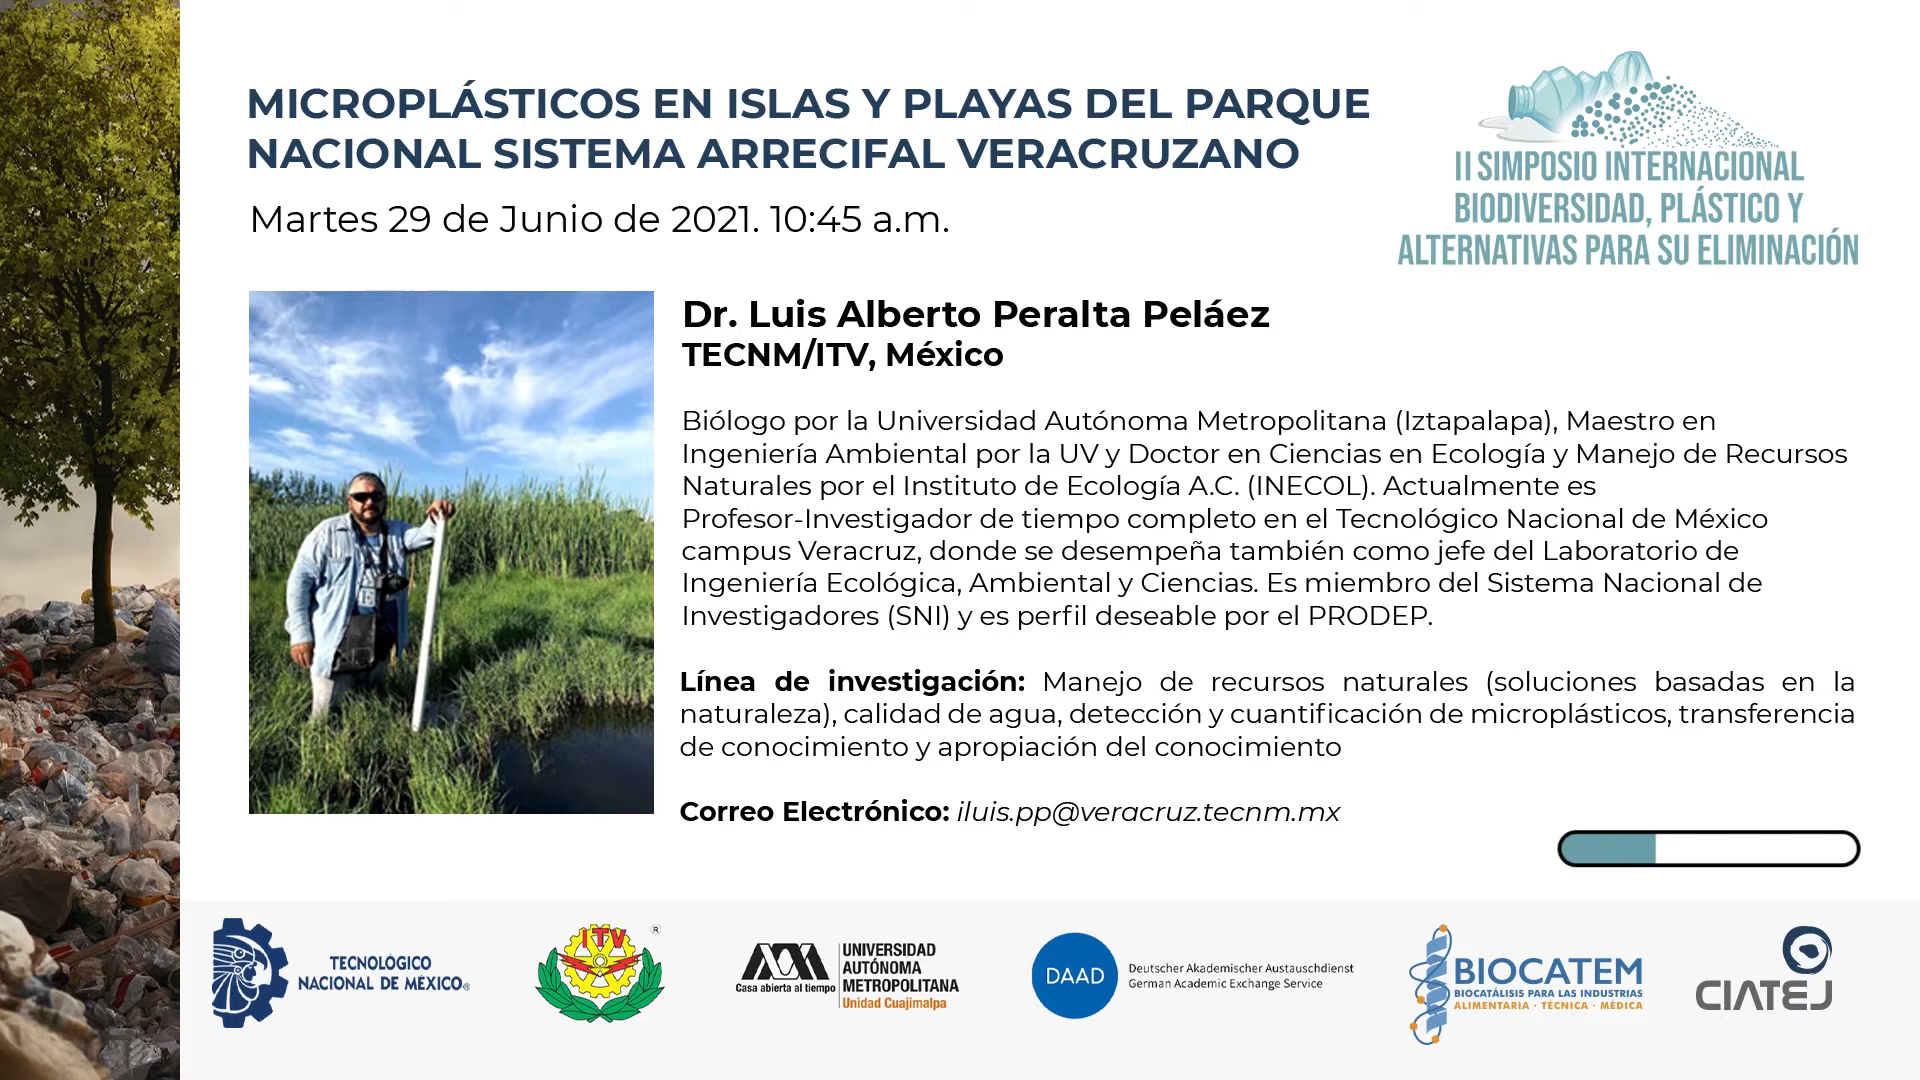 MICROPLÁSTICOS EN ISLAS Y PLAYAS DEL PARQUE
NACIONAL SISTEMA ARRECIFAL VERACRUZANO
Martes 29 de Junio de 2021. 10:45 a.m.
II SIMPOSIO INTERNACIONAL
BIODIVERSIDAD, PLÁSTICO Y
ALTERNATIVAS PARA SU ELIMINACIÓN
Dr. Luis Alberto Peralta Peláez
TECNM/ITV, México
Biólogo por la Universidad Autónoma Metropolitana (Iztapalapa), Maestro en
Ingeniería Ambiental por la UV y Doctor en Ciencias en Ecología y Manejo de Recursos
Naturales por el Instituto de Ecología A.C. (INECOL). Actualmente es
Profesor-Investigador de tiempo completo en el Tecnológico Nacional de México
campus Veracruz, donde se desempeña también como jefe del Laboratorio de
Ingeniería Ecológica, Ambiental y Ciencias. Es miembro del Sistema Nacional de
Investigadores (SNI) y es perfil deseable por el PRODEP.
Línea de investigación: Manejo de recursos naturales (soluciones basadas en la
naturaleza), calidad de agua, detección y cuantificación de microplásticos, transferencia
de conocimiento y apropiación del conocimiento
Correo Electrónico: iluis.pp@veracruz.tecnm.mx
TECNOLÓGICO
NACIONAL DE MÉXICO®
ITV ®
Casa abierta al tiempo
UNIVERSIDAD
AUTÓNOMA
METROPOLITANA
Unidad Cuajimalpa
DAAD
Deutscher Akademischer Austauschdienst
German Academic Exchange Service
BIOCATEM
BIOCATÁLISIS PARA LAS INDUSTRIAS
ALIMENTARIA · TÉCNICA · MÉDICA
CIATEJ